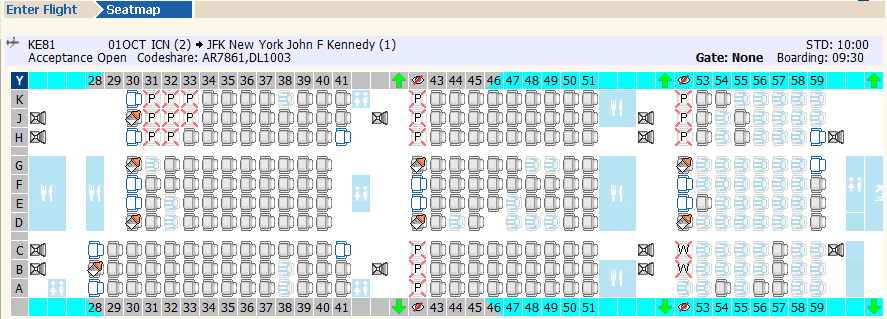 Enter Flight Seatmap
KE81 01OCT ICN (2) → JFK New York John F Kennedy (1) STD: 10:00
Acceptance Open Codeshare: AR7861,DL1003 Gate: None Boarding: 09:30
Y 28 29 30 31 32 33 34 35 36 37 38 39 40 41 43 44 45 46 47 48 49 50 51 53 54 55 56 57 58 59
K P P P P P
J P P P P P
H P P P P
G
F
E
D
C P W
B P W
A P
28 29 30 31 32 33 34 35 36 37 38 39 40 41 43 44 45 46 47 48 49 50 51 53 54 55 56 57 58 59